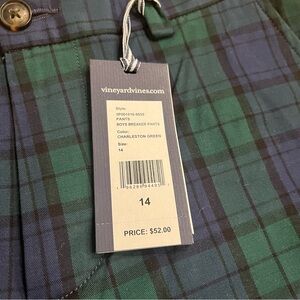 vineyardvines.com
Style:
PANTS
BOYS BREAKER PANTS
Color:
CHARLESTON GREEN
Size:
14
14
PRICE: $52.00